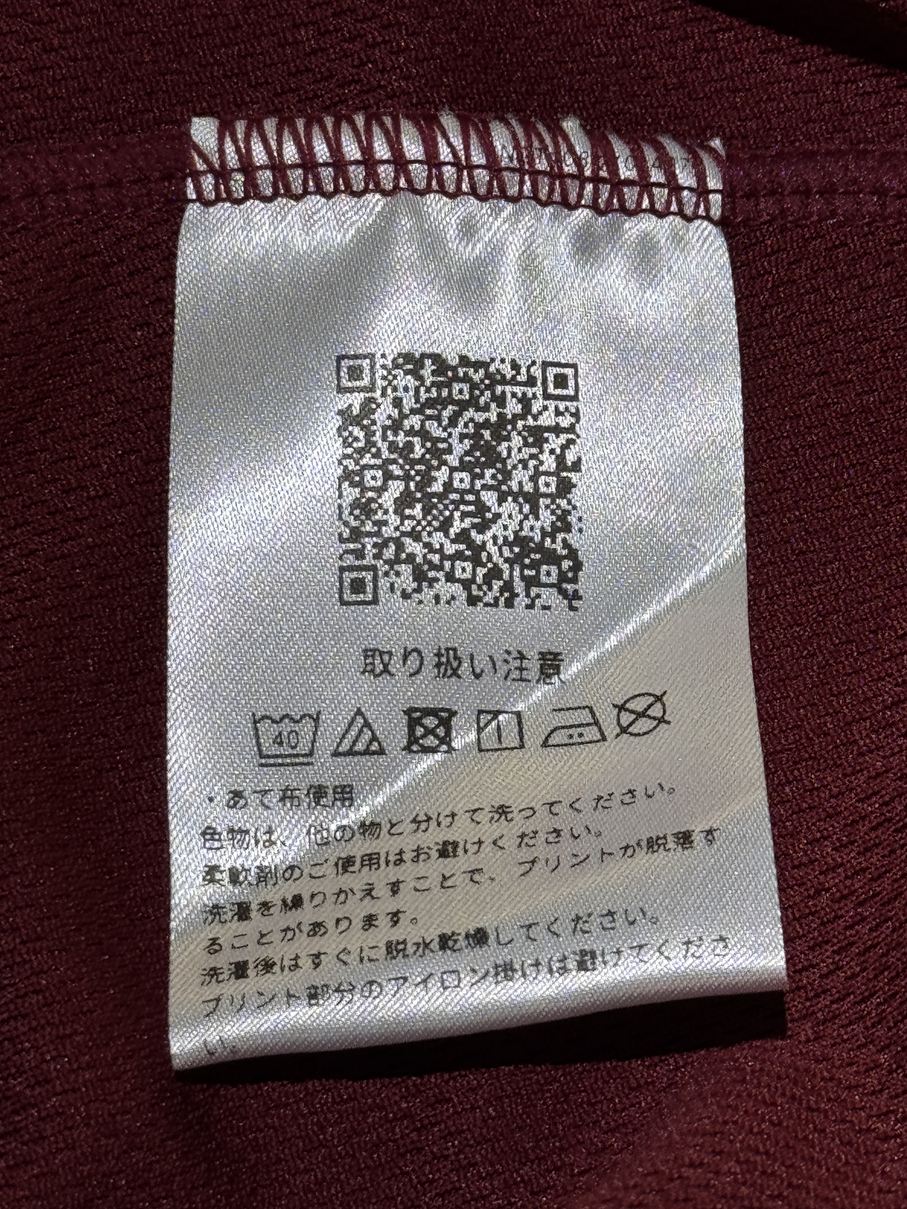 取り扱い注意
40
・あて布使用
色物は、他の物と分けて洗ってください。
柔軟剤のご使用はお避けください。
洗濯を繰りかえすことで、プリントが脱落す
ることがあります。
洗濯後はすぐに脱水乾燥してください。
プリント部分のアイロン掛けは避けてくださ
い。